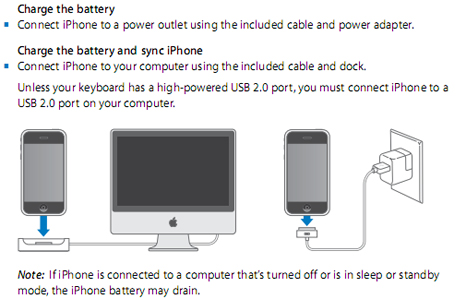 Charge the battery
Connect iPhone to a power outlet using the included cable and power adapter.
Charge the battery and sync iPhone
Connect iPhone to your computer using the included cable and dock.
Unless your keyboard has a high-powered USB 2.0 port, you must connect iPhone to a
USB 2.0 port on your computer.
Note: If iPhone is connected to a computer that's turned off or is in sleep or standby
mode, the iPhone battery may drain.